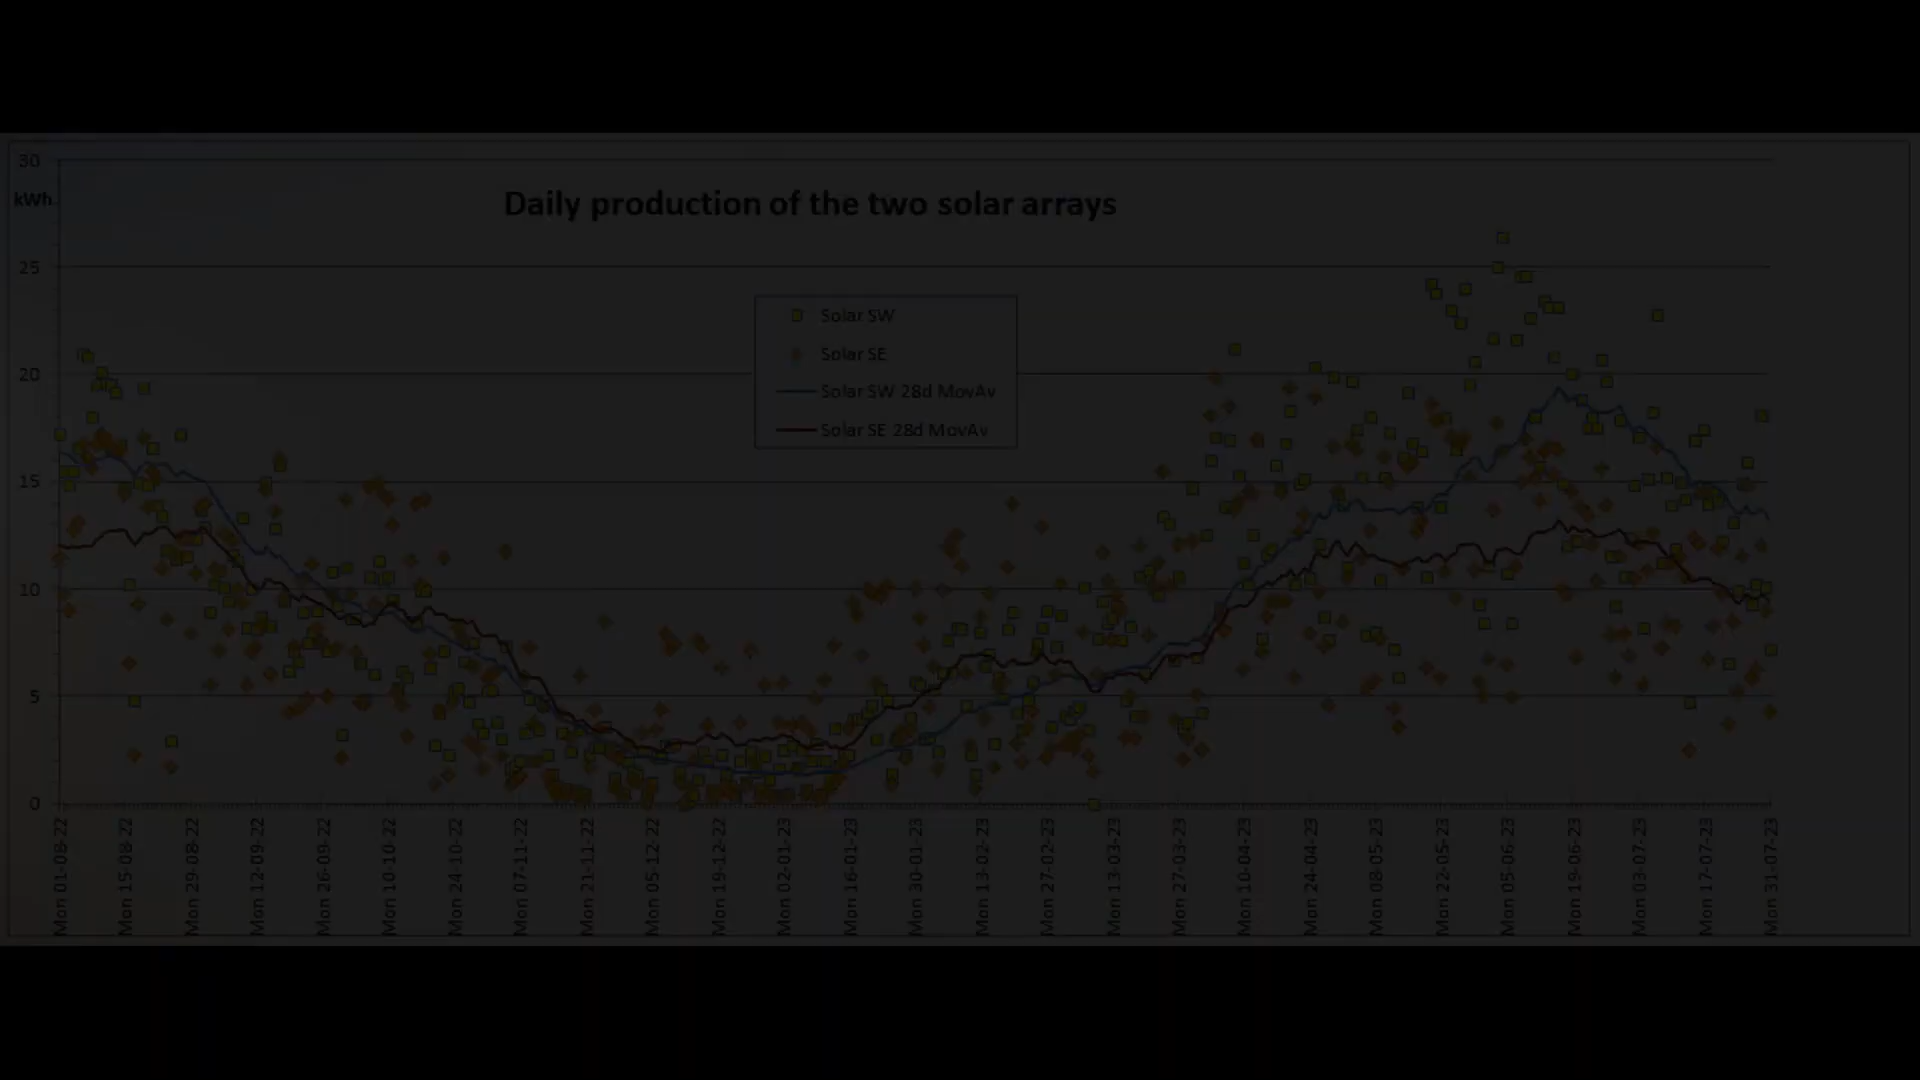 30
kWh
Daily production of the two solar arrays
25
Solar SW
Solar SE
20
Solar SW 28d MovAv
Solar SE 28d MovAv
15
10
5
0
Mon 01-08-22
Mon 15-08-22
Mon 29-08-22
Mon 12-09-22
Mon 26-09-22
Mon 10-10-22
Mon 24-10-22
Mon 07-11-22
Mon 21-11-22
Mon 05-12-22
Mon 19-12-22
Mon 02-01-23
Mon 16-01-23
Mon 30-01-23
Mon 13-02-23
Mon 27-02-23
Mon 13-03-23
Mon 27-03-23
Mon 10-04-23
Mon 24-04-23
Mon 08-05-23
Mon 22-05-23
Mon 05-06-23
Mon 19-06-23
Mon 03-07-23
Mon 17-07-23
Mon 31-07-23